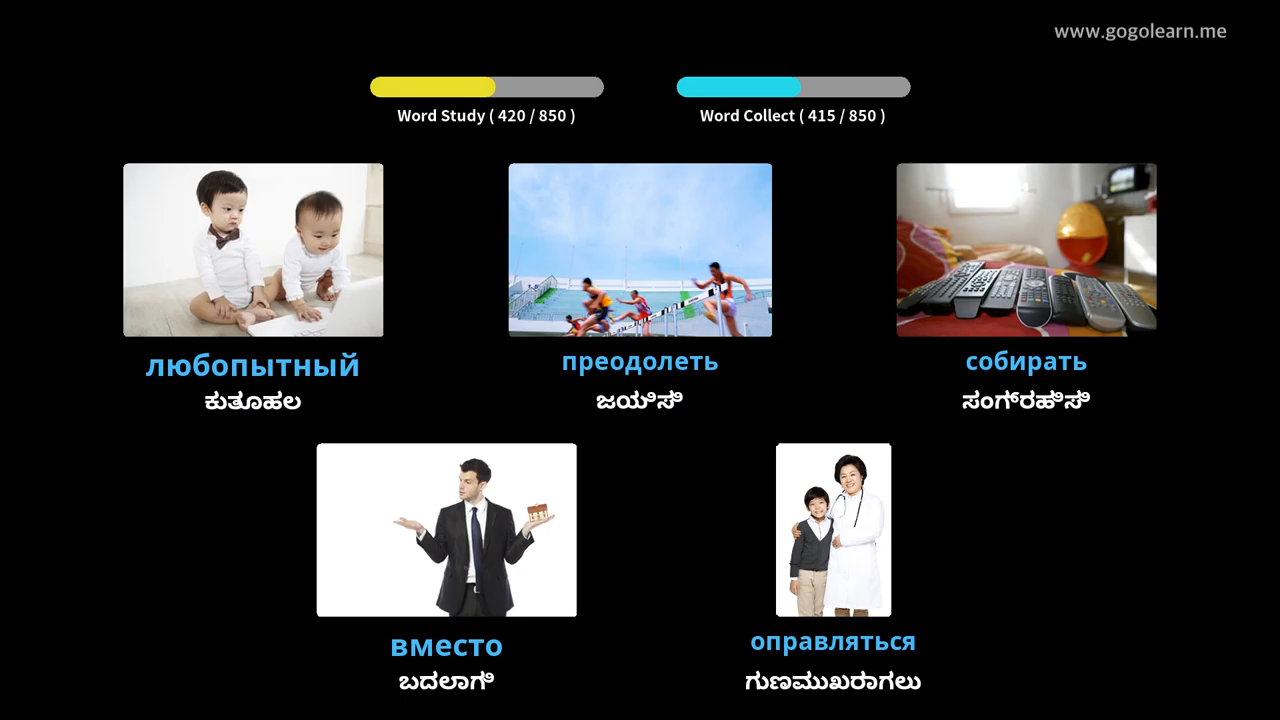 www.gogolearn.me
Word Study ( 420 / 850 )
Word Collect ( 415 / 850 )
любопытный
преодолеть
собирать
ಕುತೂಹಲ
ಜಯಿಸಿ
ಸಂಗ್ರಹಿಸಿ
вместо
оправляться
ಬದಲಾಗಿ
ಗುಣಮುಖರಾಗಲು